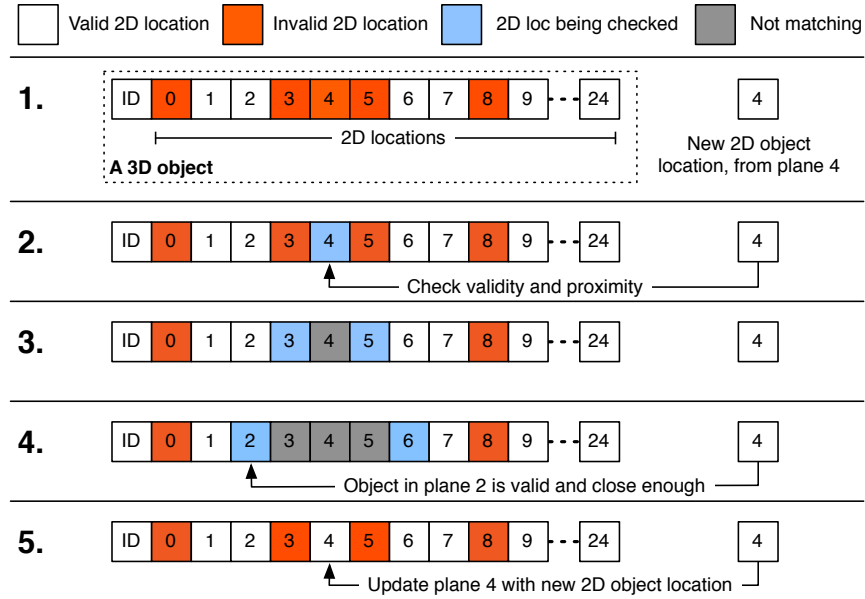 Valid 2D location Invalid 2D location 2D loc being checked Not matching
1. ID 0 1 2 3 4 5 6 7 8 9 24 4
2D locations
A 3D object
New 2D object
location, from plane 4
2. ID 0 1 2 3 4 5 6 7 8 9 24 4
Check validity and proximity
3. ID 0 1 2 3 4 5 6 7 8 9 24 4
4. ID 0 1 2 3 4 5 6 7 8 9 24 4
Object in plane 2 is valid and close enough
5. ID 0 1 2 3 4 5 6 7 8 9 24 4
Update plane 4 with new 2D object location